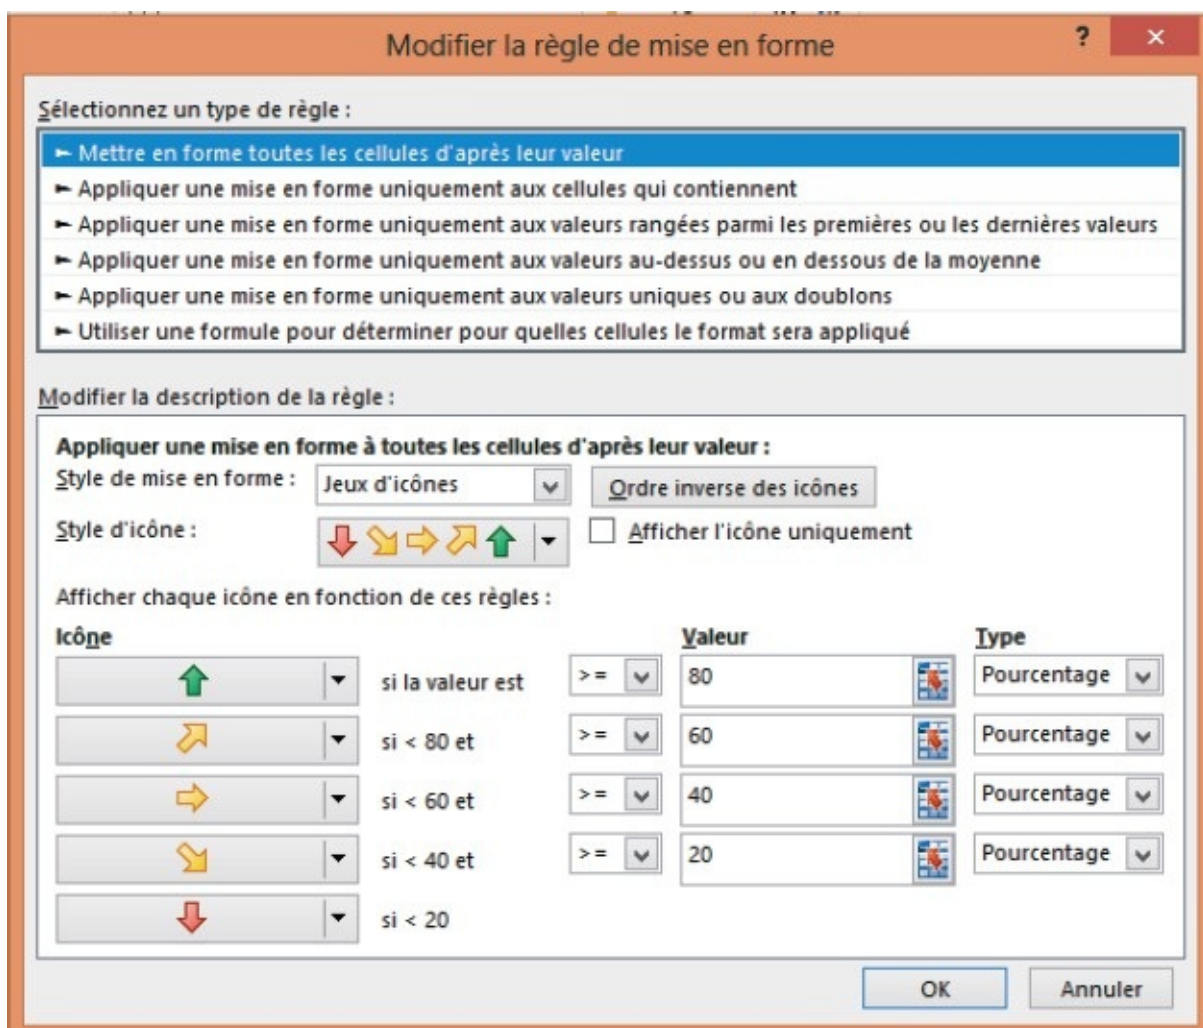 Modifier la règle de mise en forme
? ×
Sélectionnez un type de règle :
► Mettre en forme toutes les cellules d'après leur valeur
► Appliquer une mise en forme uniquement aux cellules qui contiennent
► Appliquer une mise en forme uniquement aux valeurs rangées parmi les premières ou les dernières valeurs
► Appliquer une mise en forme uniquement aux valeurs au-dessus ou en dessous de la moyenne
► Appliquer une mise en forme uniquement aux valeurs uniques ou aux doublons
► Utiliser une formule pour déterminer pour quelles cellules le format sera appliqué
Modifier la description de la règle :
Appliquer une mise en forme à toutes les cellules d'après leur valeur :
Style de mise en forme : Jeux d'icônes Ordre inverse des icônes
Style d'icône : Afficher l'icône uniquement
Afficher chaque icône en fonction de ces règles :
Icône Valeur Type
si la valeur est >= 80 Pourcentage
si < 80 et >= 60 Pourcentage
si < 60 et >= 40 Pourcentage
si < 40 et >= 20 Pourcentage
si < 20
OK Annuler